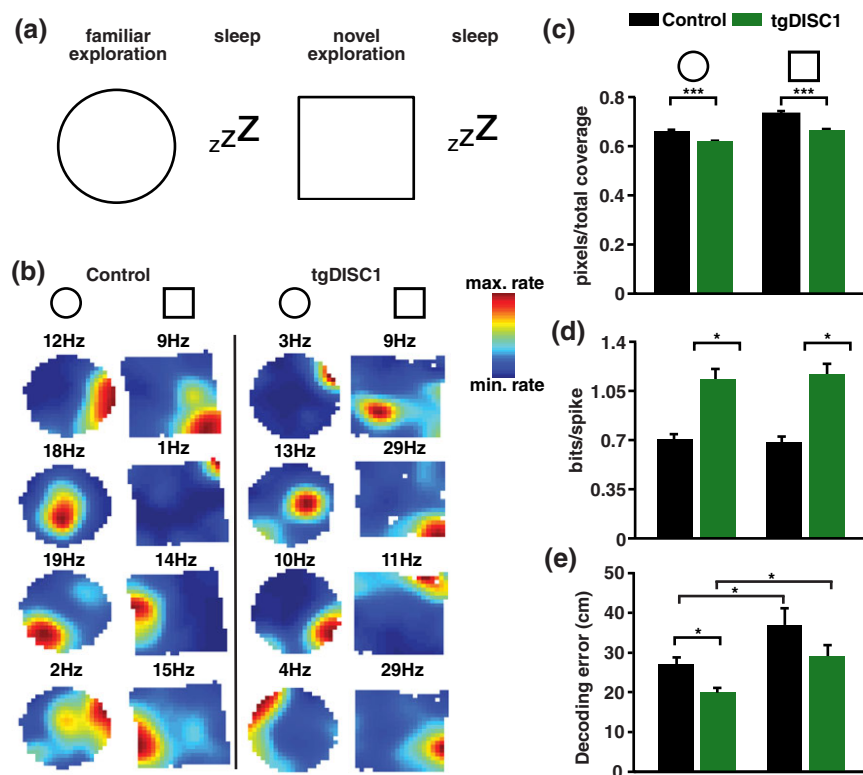 (a)
familiar
exploration
sleep
novel
exploration
sleep
zzZ
zzZ
(b)
Control
tgDISC1
max. rate
min. rate
12Hz
9Hz
3Hz
9Hz
18Hz
1Hz
13Hz
29Hz
19Hz
14Hz
10Hz
11Hz
2Hz
15Hz
4Hz
29Hz
(c)
Control
tgDISC1
***
***
0.8
0.6
0.4
0.2
0
pixels/total coverage
(d)
*
*
1.4
1.05
0.7
0.35
0
bits/spike
(e)
*
*
*
50
40
30
20
10
0
Decoding error (cm)